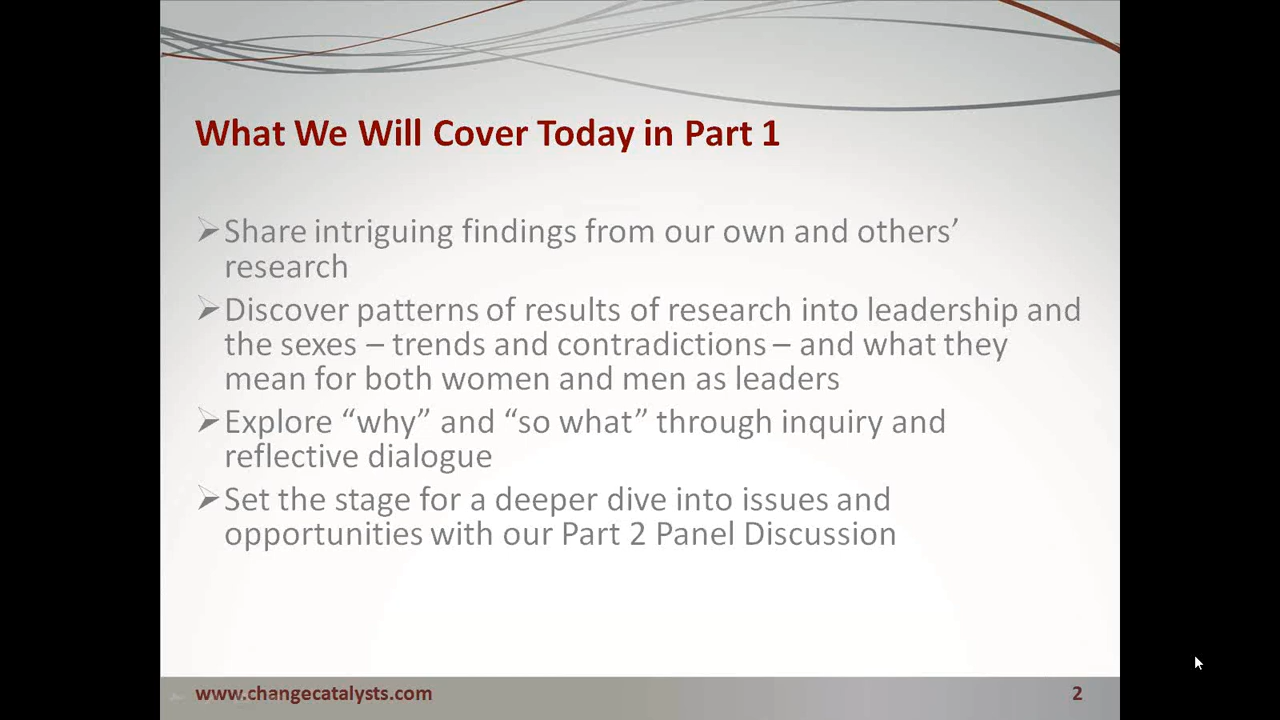 What We Will Cover Today in Part 1
Share intriguing findings from our own and others’
research
Discover patterns of results of research into leadership and
the sexes – trends and contradictions – and what they
mean for both women and men as leaders
Explore “why” and “so what” through inquiry and
reflective dialogue
Set the stage for a deeper dive into issues and
opportunities with our Part 2 Panel Discussion
www.changecatalysts.com
2